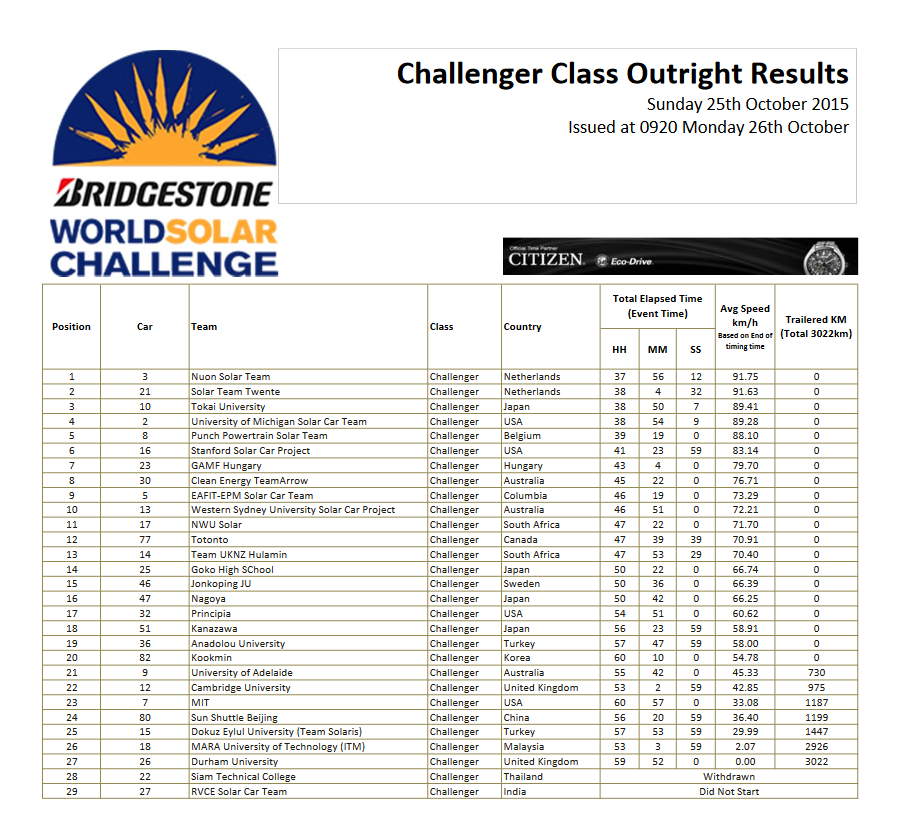 Challenger Class Outright Results
Sunday 25th October 2015
Issued at 0920 Monday 26th October
BRIDGESTONE
WORLDSOLAR
CHALLENGE
Official Time Partner
CITIZEN. Eco-Drive.
Position Car Team Class Country Total Elapsed Time (Event Time) Avg Speed km/h Based on End of timing time Trailered KM (Total 3022km)
HH MM SS
1 3 Nuon Solar Team Challenger Netherlands 37 56 12 91.75 0
2 21 Solar Team Twente Challenger Netherlands 38 4 32 91.63 0
3 10 Tokai University Challenger Japan 38 50 7 89.41 0
4 2 University of Michigan Solar Car Team Challenger USA 38 54 9 89.28 0
5 8 Punch Powertrain Solar Team Challenger Belgium 39 19 0 88.10 0
6 16 Stanford Solar Car Project Challenger USA 41 23 59 83.14 0
7 23 GAMF Hungary Challenger Hungary 43 4 0 79.70 0
8 30 Clean Energy TeamArrow Challenger Australia 45 22 0 76.71 0
9 5 EAFIT-EPM Solar Car Team Challenger Columbia 46 19 0 73.29 0
10 13 Western Sydney University Solar Car Project Challenger Australia 46 51 0 72.21 0
11 17 NWU Solar Challenger South Africa 47 22 0 71.70 0
12 77 Totonto Challenger Canada 47 39 39 70.91 0
13 14 Team UKNZ Hulamin Challenger South Africa 47 53 29 70.40 0
14 25 Goko High SChool Challenger Japan 50 22 0 66.74 0
15 46 Jonkoping JU Challenger Sweden 50 36 0 66.39 0
16 47 Nagoya Challenger Japan 50 42 0 66.25 0
17 32 Principia Challenger USA 54 51 0 60.62 0
18 51 Kanazawa Challenger Japan 56 23 59 58.91 0
19 36 Anadolou University Challenger Turkey 57 47 59 58.00 0
20 82 Kookmin Challenger Korea 60 10 0 54.78 0
21 9 University of Adelaide Challenger Australia 55 42 0 45.33 730
22 12 Cambridge University Challenger United Kingdom 53 2 59 42.85 975
23 7 MIT Challenger USA 60 57 0 33.08 1187
24 80 Sun Shuttle Beijing Challenger China 56 20 59 36.40 1199
25 15 Dokuz Eylul University (Team Solaris) Challenger Turkey 57 53 59 29.99 1447
26 18 MARA University of Technology (ITM) Challenger Malaysia 53 3 59 2.07 2926
27 26 Durham University Challenger United Kingdom 59 52 0 0.00 3022
28 22 Siam Technical College Challenger Thailand Withdrawn
29 27 RVCE Solar Car Team Challenger India Did Not Start